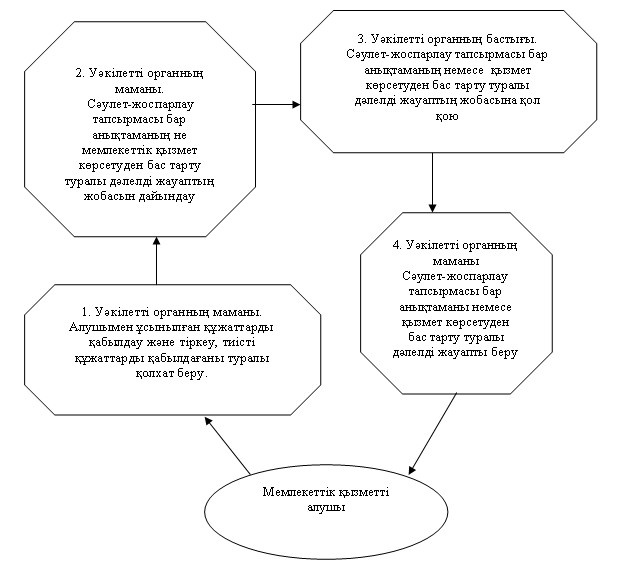 3. Уәкілетті органның бастығы.
Сәулет-жоспарлау тапсырмасы бар
анықтаманың немесе қызмет
көрсетуден бас тарту туралы
дәлелді жауаптың жобасына қол
қою
2. Уәкілетті органның
маманы.
Сәулет-жоспарлау
тапсырмасы бар
анықтаманың не
мемлекеттік қызмет
көрсетуден бас тарту
туралы дәлелді жауаптың
жобасын дайындау
4. Уәкілетті органның
маманы
Сәулет-жоспарлау
тапсырмасы бар
анықтаманы немесе
қызмет көрсетуден
бас тарту туралы
дәлелді жауапты беру
1. Уәкілетті органның маманы.
Алушымен ұсынылған құжаттарды
қабылдау және тіркеу, тиісті
құжаттарды қабылдағаны туралы
қолхат беру.
Мемлекеттік қызметті
алушы